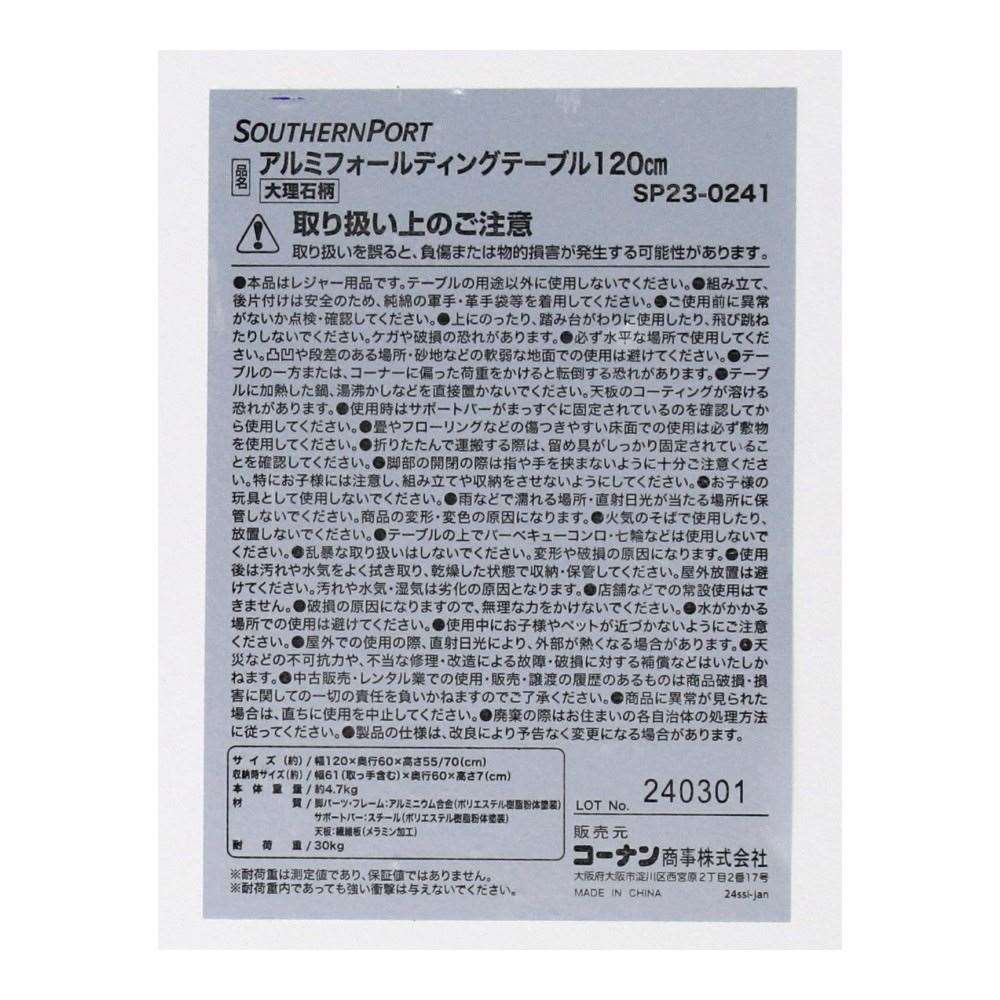 SOUTHERNPORT
品名 アルミフォールディングテーブル120cm
大理石柄 SP23-0241
取り扱い上のご注意
取り扱いを誤ると、負傷または物的損害が発生する可能性があります。
●本品はレジャー用品です。テーブルの用途以外に使用しないでください。●組み立て、
後片付けは安全のため、純綿の軍手・革手袋等を着用してください。●ご使用前に異常
がないか点検・確認してください。●上にのったり、踏み台がわりに使用したり、飛び跳ね
たりしないでください。ケガや破損の恐れがあります。●必ず水平な場所で使用してくだ
さい。凸凹や段差のある場所・砂地などの軟弱な地面での使用は避けてください。●テー
ブルの一方または、コーナーに偏った荷重をかけると転倒する恐れがあります。●テーブ
ルに加熱した鍋、湯沸かしなどを直接置かないでください。天板のコーティングが溶ける
恐れがあります。●使用時はサポートバーがまっすぐに固定されているのを確認してか
ら使用してください。●畳やフローリングなどの傷つきやすい床面での使用は必ず敷物
を使用してください。●折りたたんで運搬する際は、留め具がしっかり固定されているこ
とを確認してください。●脚部の開閉の際は指や手を挟まないように十分ご注意くださ
い。特にお子様には注意し、組み立てや収納をさせないようにしてください。●お子様の
玩具として使用しないでください。●雨などで濡れる場所・直射日光が当たる場所に保
管しないでください。商品の変形・変色の原因になります。●火気のそばで使用したり、
放置しないでください。●テーブルの上でバーベキューコンロ・七輪などは使用しないで
ください。●乱暴な取り扱いはしないでください。変形や破損の原因になります。●使用
後は汚れや水気をよく拭き取り、乾燥した状態で収納・保管してください。屋外放置は避
けてください。汚れや水気・湿気は劣化の原因となります。●店舗などでの常設使用はで
きません。●破損の原因になりますので、無理な力をかけないでください。●水がかかる
場所での使用は避けてください。●使用中にお子様やペットが近づかないようにご注意
ください。●屋外での使用の際、直射日光により、外部が熱くなる場合があります。●天
災などの不可抗力や、不当な修理・改造による故障・破損に対する補償などはいたしか
ねます。●中古販売・レンタル業での使用・販売・譲渡の履歴のあるものは商品破損・損
害に関しての一切の責任を負いかねますのでご了承ください。●商品に異常が見られた
場合は、直ちに使用を中止してください。●廃棄の際はお住まいの各自治体の処理方法
に従ってください。●製品の仕様は、改良により予告なく変更になる場合があります。
サイズ(約)/幅120×奥行60×高さ55/70(cm)
収納時サイズ(約)/幅61(取っ手含む)×奥行60×高さ7(cm)
本体重量/約4.7kg
材質/脚パーツ・フレーム:アルミニウム合金(ポリエステル樹脂粉体塗装)
サポートバー:スチール(ポリエステル樹脂粉体塗装)
天板:繊維板(メラミン加工)
耐荷重/30kg
※耐荷重は測定値であり、保証値ではありません。
※耐荷重内であっても強い衝撃は与えないでください。
LOT No. 240301
販売元
コーナン商事株式会社
大阪府大阪市淀川区西宮原2丁目2番17号
MADE IN CHINA 24ssi-jan